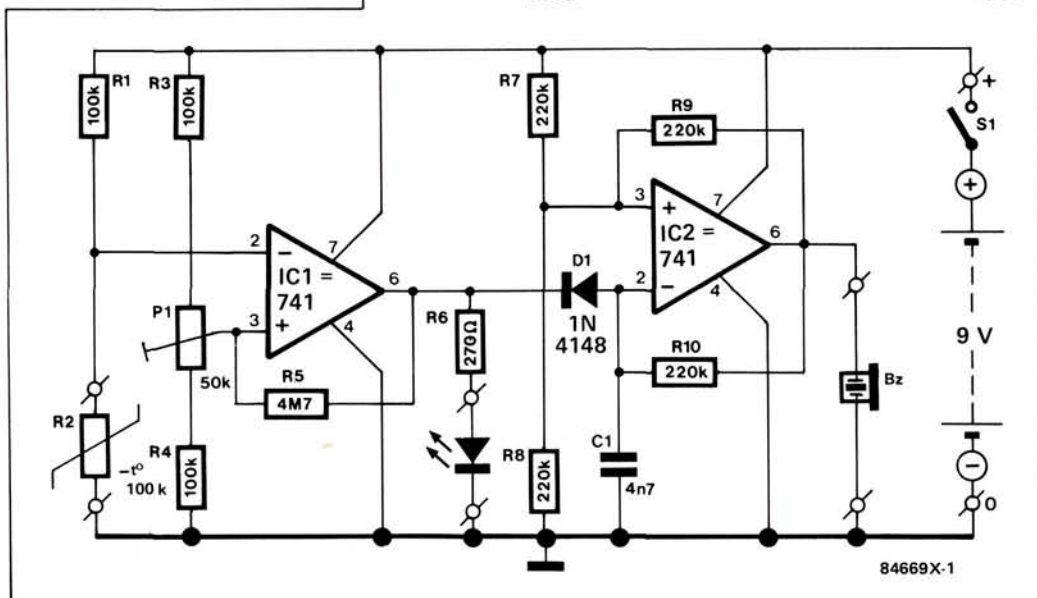 R1
100k
R3
100k
R7
220k
R9
220k
+
S1
+
2
−
7
IC1 =
741
6
3
+
4
P1
50k
R5
4M7
R6
270Ω
D1
1N
4148
3
+
7
IC2 =
741
6
2
−
4
R10
220k
Bz
9 V
R2
−t°
100 k
R4
100k
R8
220k
C1
4n7
−
0
84669X-1